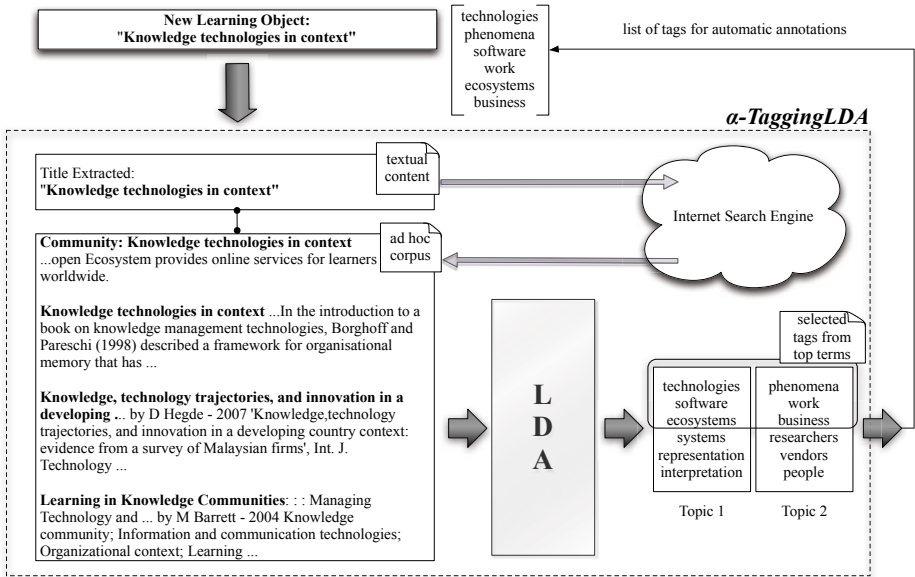 New Learning Object:
"Knowledge technologies in context"
technologies
phenomena
software
work
ecosystems
business
list of tags for automatic annotations
α-TaggingLDA
Title Extracted:
"Knowledge technologies in context"
textual
content
Internet Search Engine
Community: Knowledge technologies in context
...open Ecosystem provides online services for learners
worldwide.
ad hoc
corpus
Knowledge technologies in context ...In the introduction to a
book on knowledge management technologies, Borghoff and
Pareschi (1998) described a framework for organisational
memory that has ...
Knowledge, technology trajectories, and innovation in a
developing ... by D Hegde - 2007 'Knowledge,technology
trajectories, and innovation in a developing country context:
evidence from a survey of Malaysian firms', Int. J.
Technology ...
Learning in Knowledge Communities: : : Managing
Technology and ... by M Barrett - 2004 Knowledge
community; Information and communication technologies;
Organizational context; Learning ...
L
D
A
selected
tags from
top terms
technologies
software
ecosystems
systems
representation
interpretation
Topic 1
phenomena
work
business
researchers
vendors
people
Topic 2